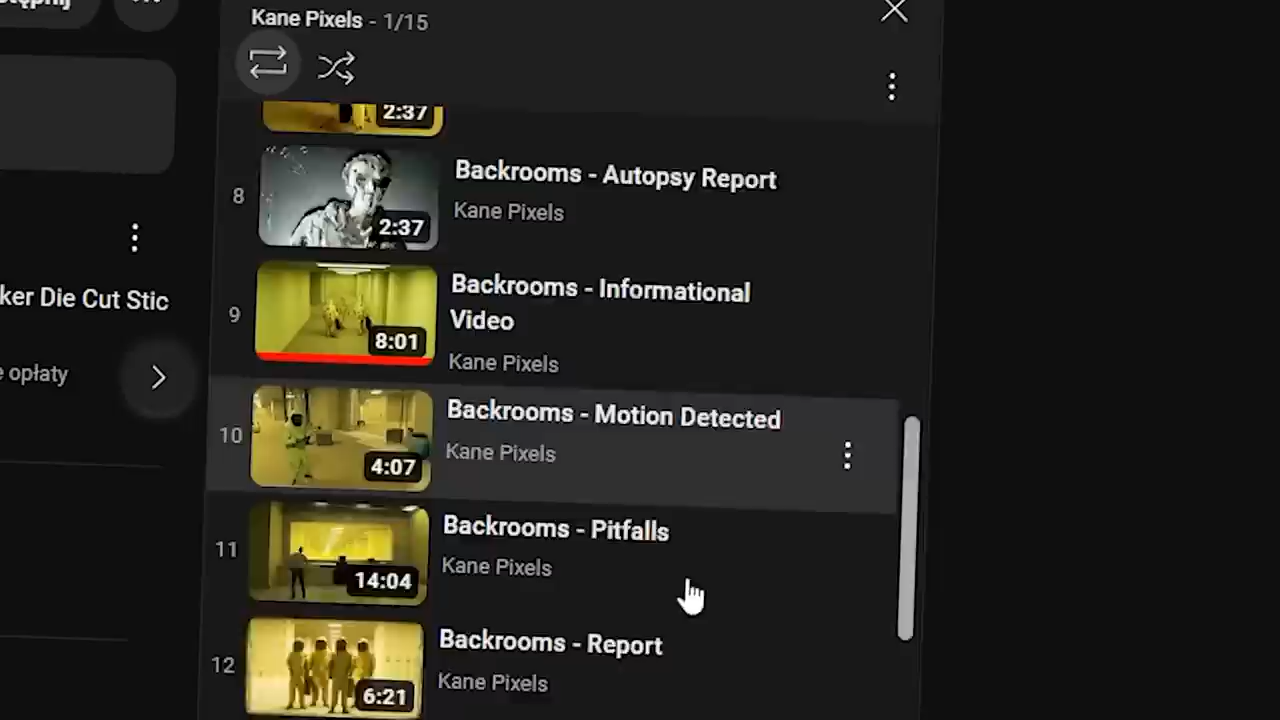 Kane Pixels - 1/15
2:37
8
Backrooms - Autopsy Report
Kane Pixels
2:37
9
Backrooms - Informational
Video
Kane Pixels
8:01
ker Die Cut Stic
e opłaty
10
Backrooms - Motion Detected
Kane Pixels
4:07
11
Backrooms - Pitfalls
Kane Pixels
14:04
12
Backrooms - Report
Kane Pixels
6:21